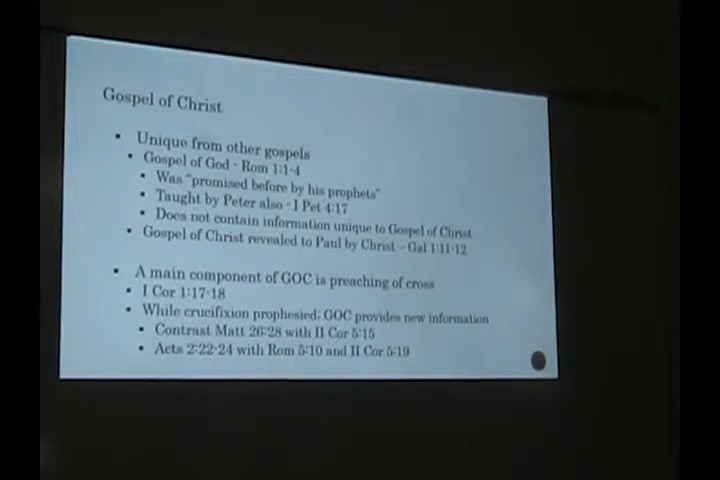 Gospel of Christ
▪ Unique from other gospels
▪ Gospel of God - Rom 1:1-4
▪ Was "promised before by his prophets"
▪ Taught by Peter also - I Pet 4:17
▪ Does not contain information unique to Gospel of Christ
▪ Gospel of Christ revealed to Paul by Christ – Gal 1:11-12
▪ A main component of GOC is preaching of cross
▪ I Cor 1:17-18
▪ While crucifixion prophesied; GOC provides new information
▪ Contrast Matt 26:28 with II Cor 5:15
▪ Acts 2:22-24 with Rom 5:10 and II Cor 5:19